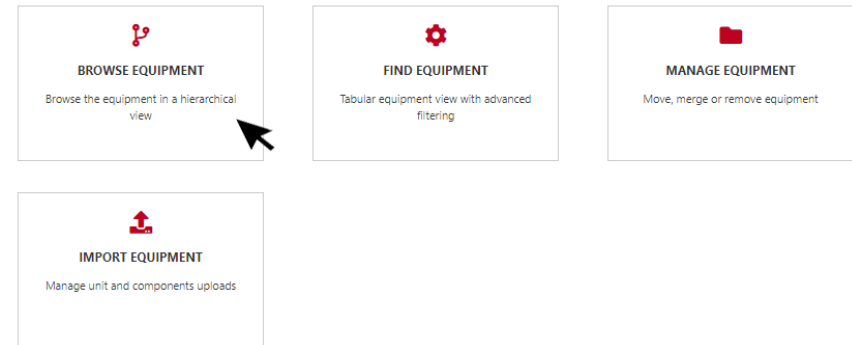 BROWSE EQUIPMENT
Browse the equipment in a hierarchical
view
FIND EQUIPMENT
Tabular equipment view with advanced
filtering
MANAGE EQUIPMENT
Move, merge or remove equipment
IMPORT EQUIPMENT
Manage unit and components uploads